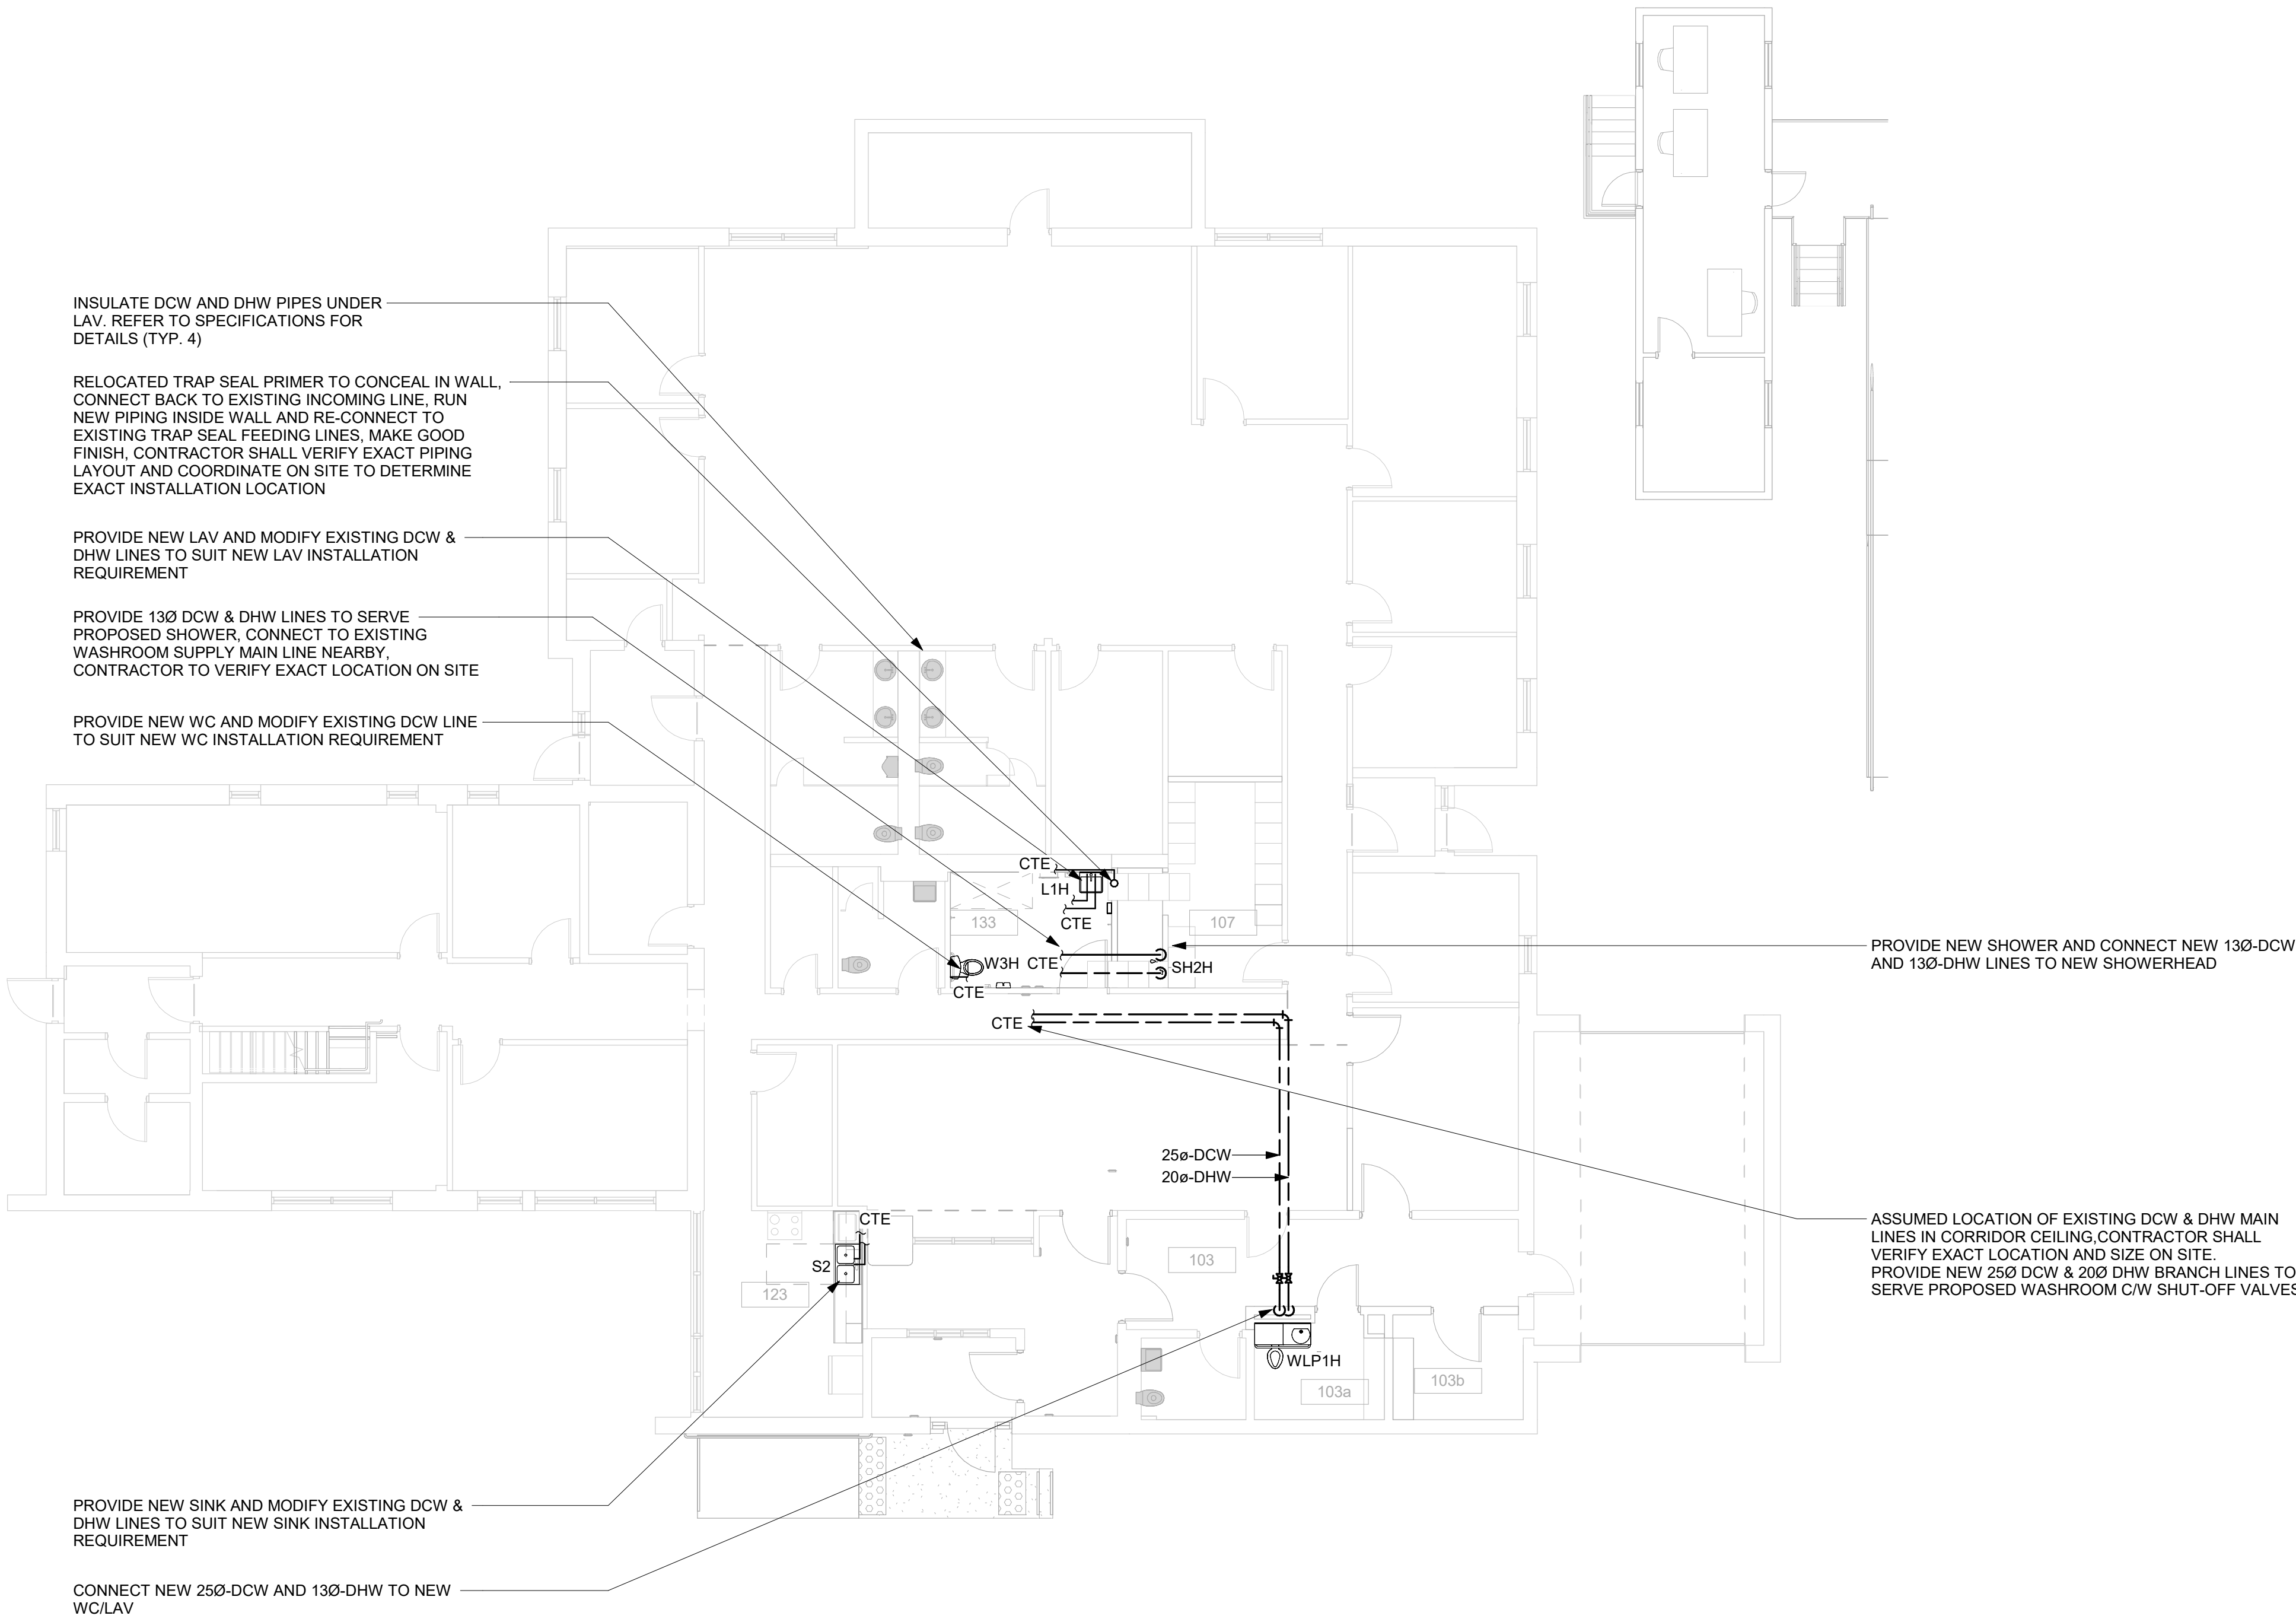 INSULATE DCW AND DHW PIPES UNDER
LAV. REFER TO SPECIFICATIONS FOR
DETAILS (TYP. 4)
RELOCATED TRAP SEAL PRIMER TO CONCEAL IN WALL,
CONNECT BACK TO EXISTING INCOMING LINE, RUN
NEW PIPING INSIDE WALL AND RE-CONNECT TO
EXISTING TRAP SEAL FEEDING LINES, MAKE GOOD
FINISH, CONTRACTOR SHALL VERIFY EXACT PIPING
LAYOUT AND COORDINATE ON SITE TO DETERMINE
EXACT INSTALLATION LOCATION
PROVIDE NEW LAV AND MODIFY EXISTING DCW &
DHW LINES TO SUIT NEW LAV INSTALLATION
REQUIREMENT
PROVIDE 13Ø DCW & DHW LINES TO SERVE
PROPOSED SHOWER, CONNECT TO EXISTING
WASHROOM SUPPLY MAIN LINE NEARBY,
CONTRACTOR TO VERIFY EXACT LOCATION ON SITE
PROVIDE NEW WC AND MODIFY EXISTING DCW LINE
TO SUIT NEW WC INSTALLATION REQUIREMENT
CTE
L1H
CTE
133
107
W3H
CTE
SH2H
CTE
CTE
PROVIDE NEW SHOWER AND CONNECT NEW 13Ø-DCW
AND 13Ø-DHW LINES TO NEW SHOWERHEAD
25ø-DCW
20ø-DHW
CTE
S2
123
103
WLP1H
103a
103b
ASSUMED LOCATION OF EXISTING DCW & DHW MAIN
LINES IN CORRIDOR CEILING,CONTRACTOR SHALL
VERIFY EXACT LOCATION AND SIZE ON SITE.
PROVIDE NEW 25Ø DCW & 20Ø DHW BRANCH LINES TO
SERVE PROPOSED WASHROOM C/W SHUT-OFF VALVES
PROVIDE NEW SINK AND MODIFY EXISTING DCW &
DHW LINES TO SUIT NEW SINK INSTALLATION
REQUIREMENT
CONNECT NEW 25Ø-DCW AND 13Ø-DHW TO NEW
WC/LAV